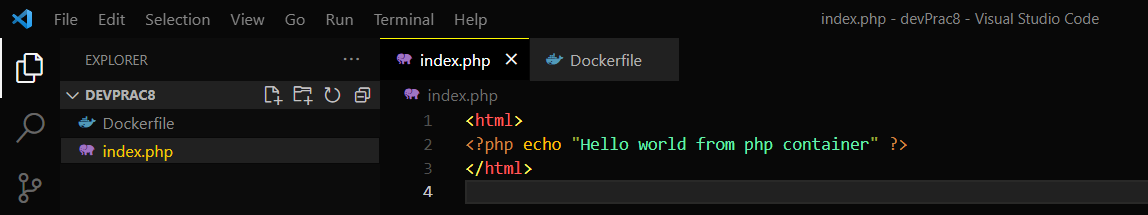 File Edit Selection View Go Run Terminal Help index.php - devPrac8 - Visual Studio Code
EXPLORER ···
DEVPRAC8
Dockerfile
index.php
index.php × Dockerfile
index.php
1 <html>
2 <?php echo "Hello world from php container" ?>
3 </html>
4